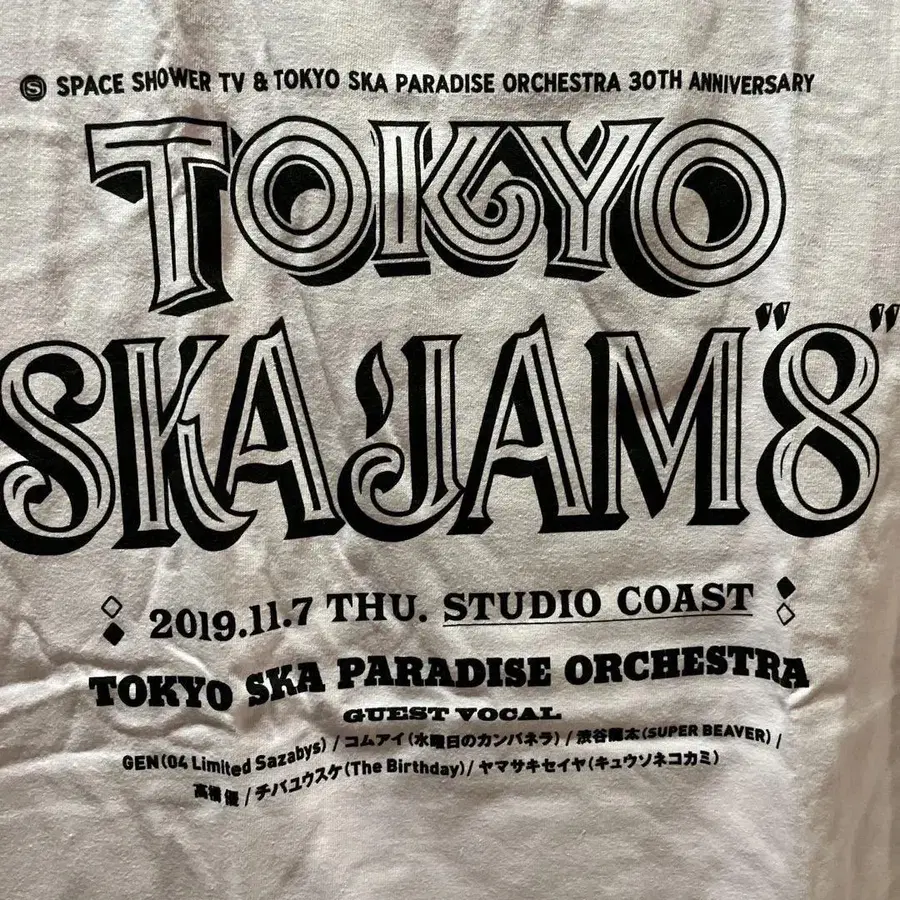 Ⓢ SPACE SHOWER TV & TOKYO SKA PARADISE ORCHESTRA 30TH ANNIVERSARY
TOKYO
SKA JAM "8"
2019.11.7 THU. STUDIO COAST
TOKYO SKA PARADISE ORCHESTRA
GUEST VOCAL
GEN(04 Limited Sazabys) / コムアイ(水曜日のカンパネラ) / 渋谷龍太(SUPER BEAVER) /
高橋 優 / チバユウスケ(The Birthday) / ヤマサキセイヤ(キュウソネコカミ)